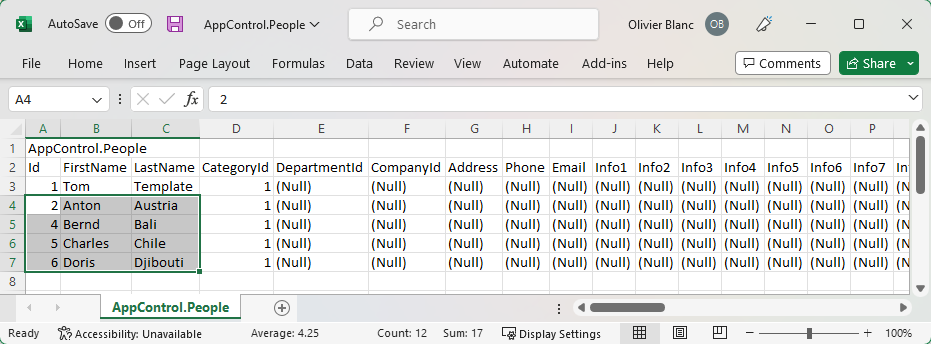 AutoSave Off AppControl.People Search Olivier Blanc OB
File Home Insert Page Layout Formulas Data Review View Automate Add-ins Help Comments Share
A4 fx 2
A B C D E F G H I J K L M N O P
1 AppControl.People
2 Id FirstName LastName CategoryId DepartmentId CompanyId Address Phone Email Info1 Info2 Info3 Info4 Info5 Info6 Info7 In
3 1 Tom Template 1 (Null) (Null) (Null) (Null) (Null) (Null) (Null) (Null) (Null) (Null) (Null) (Null) (N
4 2 Anton Austria 1 (Null) (Null) (Null) (Null) (Null) (Null) (Null) (Null) (Null) (Null) (Null) (Null) (N
5 4 Bernd Bali 1 (Null) (Null) (Null) (Null) (Null) (Null) (Null) (Null) (Null) (Null) (Null) (Null) (N
6 5 Charles Chile 1 (Null) (Null) (Null) (Null) (Null) (Null) (Null) (Null) (Null) (Null) (Null) (Null) (N
7 6 Doris Djibouti 1 (Null) (Null) (Null) (Null) (Null) (Null) (Null) (Null) (Null) (Null) (Null) (Null) (N
8
AppControl.People
Ready Accessibility: Unavailable Average: 4.25 Count: 12 Sum: 17 Display Settings 100%